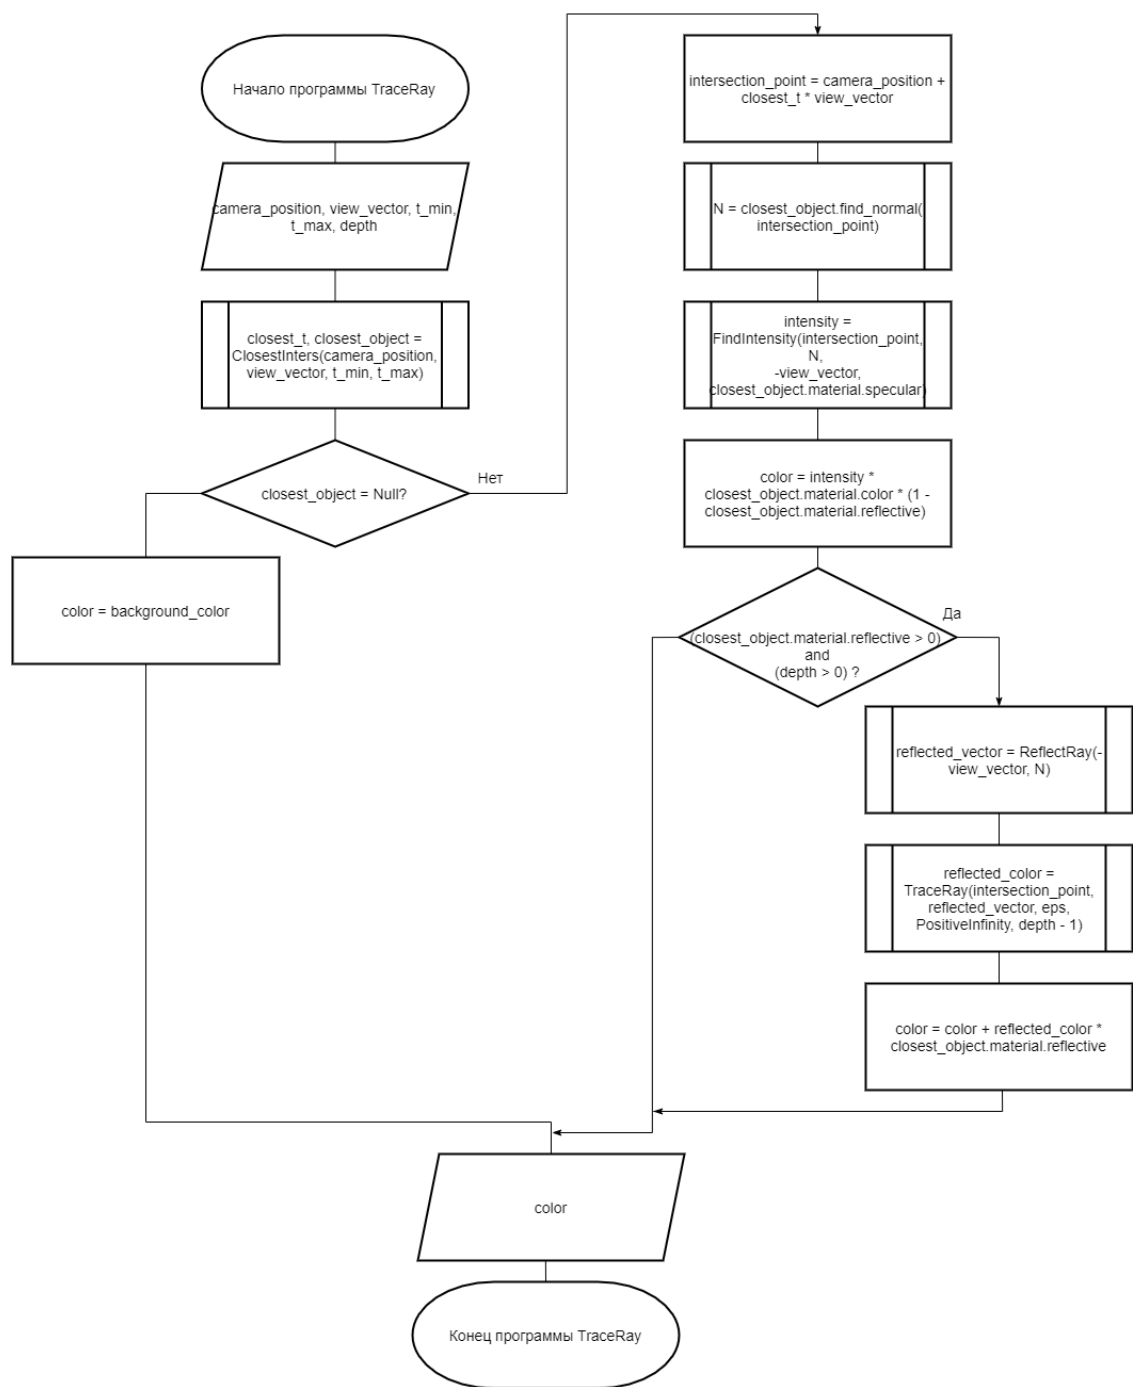 Начало программы TraceRay
camera_position, view_vector, t_min,
t_max, depth
closest_t, closest_object =
ClosestInters(camera_position,
view_vector, t_min, t_max)
closest_object = Null?
Нет
color = background_color
intersection_point = camera_position +
closest_t * view_vector
N = closest_object.find_normal(
intersection_point)
intensity =
FindIntensity(intersection_point,
N,
-view_vector,
closest_object.material.specular)
color = intensity *
closest_object.material.color * (1 -
closest_object.material.reflective)
Да
(closest_object.material.reflective > 0)
and
(depth > 0) ?
reflected_vector = ReflectRay(-
view_vector, N)
reflected_color =
TraceRay(intersection_point,
reflected_vector, eps,
PositiveInfinity, depth - 1)
color = color + reflected_color *
closest_object.material.reflective
color
Конец программы TraceRay